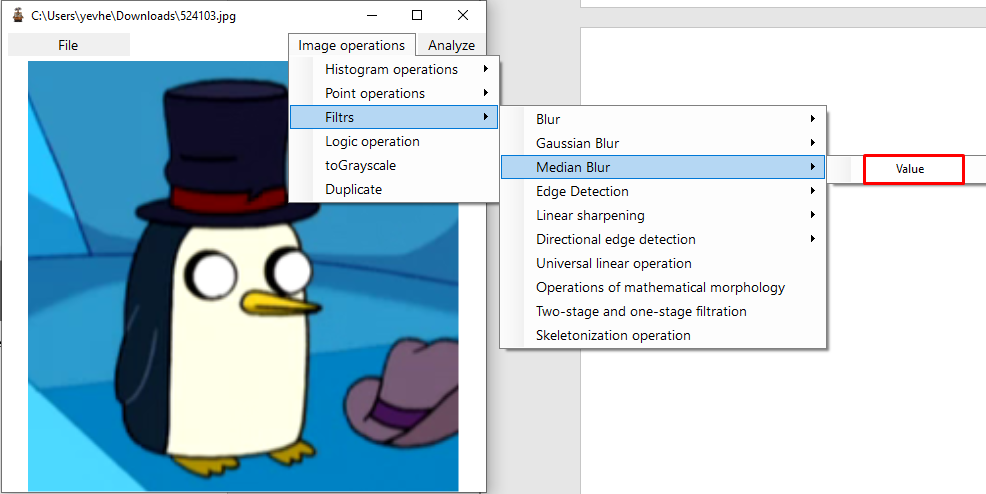 C:\Users\yevhe\Downloads\524103.jpg
File
Image operations
Analyze
Histogram operations
Point operations
Filtrs
Logic operation
toGrayscale
Duplicate
Blur
Gaussian Blur
Median Blur
Edge Detection
Linear sharpening
Directional edge detection
Universal linear operation
Operations of mathematical morphology
Two-stage and one-stage filtration
Skeletonization operation
Value